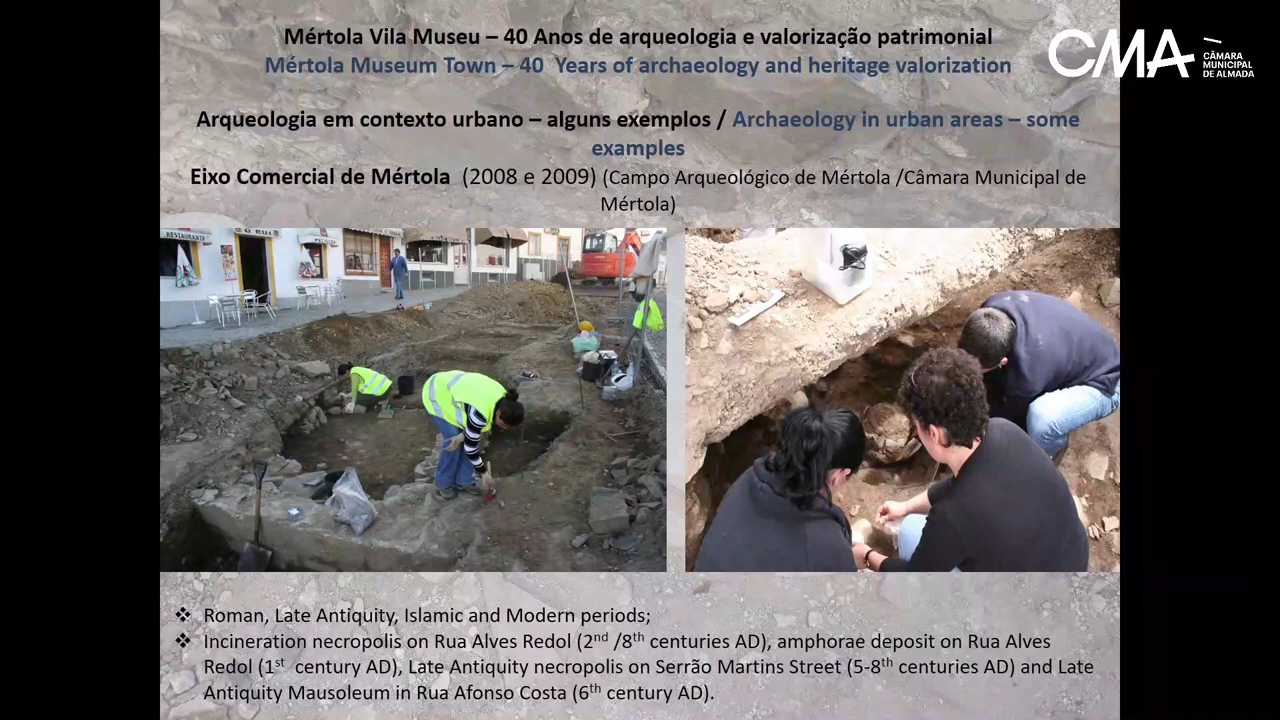 Mértola Vila Museu – 40 Anos de arqueologia e valorização patrimonial
Mértola Museum Town – 40 Years of archaeology and heritage valorization
CMA
CÂMARA
MUNICIPAL
DE ALMADA
Arqueologia em contexto urbano – alguns exemplos / Archaeology in urban areas – some
examples
Eixo Comercial de Mértola (2008 e 2009) (Campo Arqueológico de Mértola /Câmara Municipal de
Mértola)
RESTAURANTE
❖ Roman, Late Antiquity, Islamic and Modern periods;
❖ Incineration necropolis on Rua Alves Redol (2nd /8th centuries AD), amphorae deposit on Rua Alves
Redol (1st century AD), Late Antiquity necropolis on Serrão Martins Street (5-8th centuries AD) and Late
Antiquity Mausoleum in Rua Afonso Costa (6th century AD).